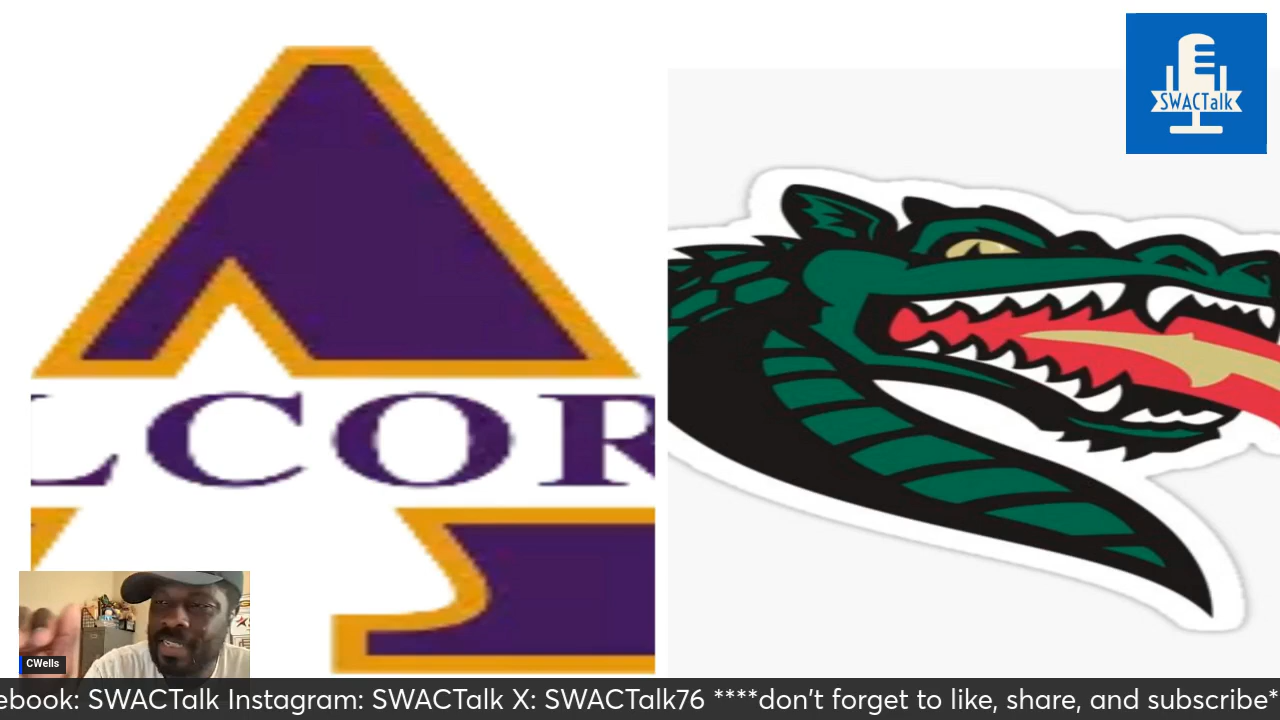 SWACTalk
LCOR
CWells
ebook: SWACTalk Instagram: SWACTalk X: SWACTalk76 ****don't forget to like, share, and subscribe*